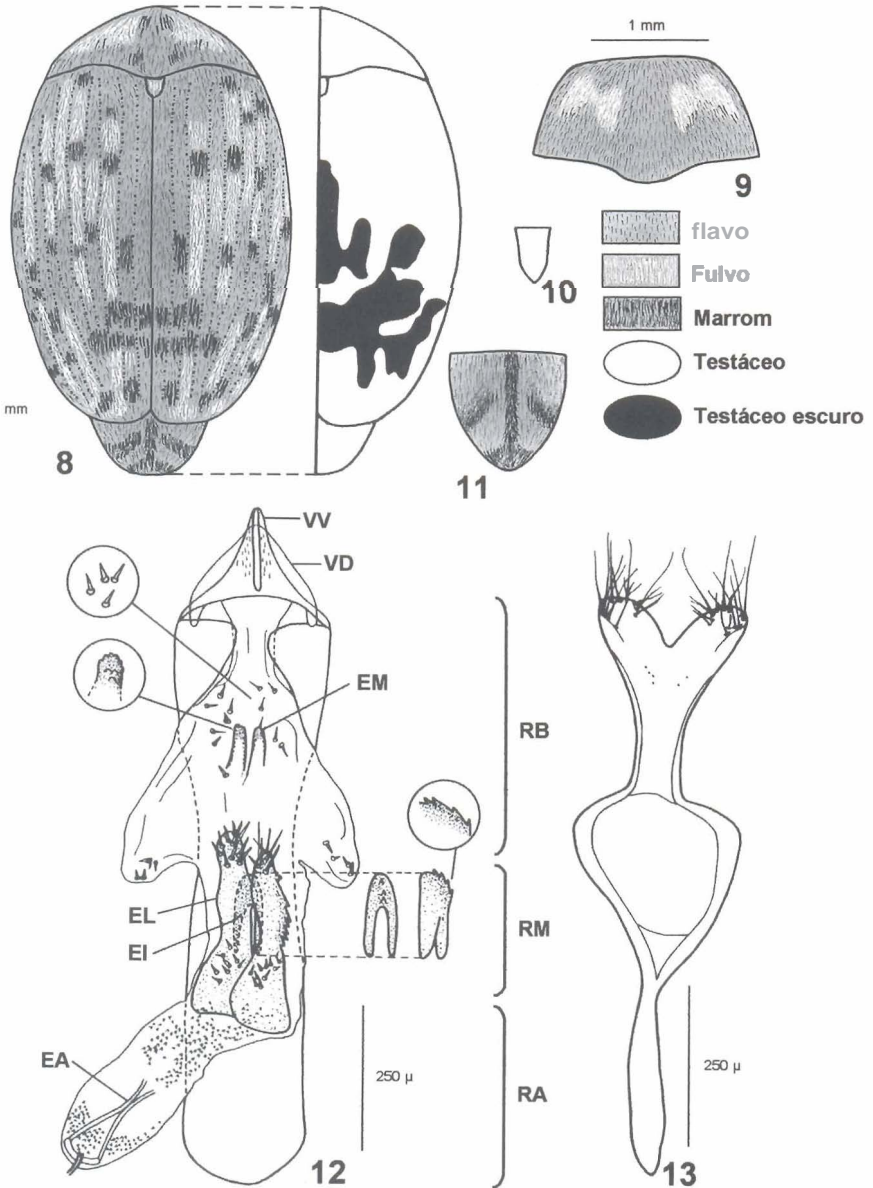 1 mm
9
flavo
10
Fulvo
Marrom
Testáceo
mm
Testáceo escuro
8
11
VV
VD
EM
RB
EL
RM
EI
EA
250 µ
RA
250 µ
12
13